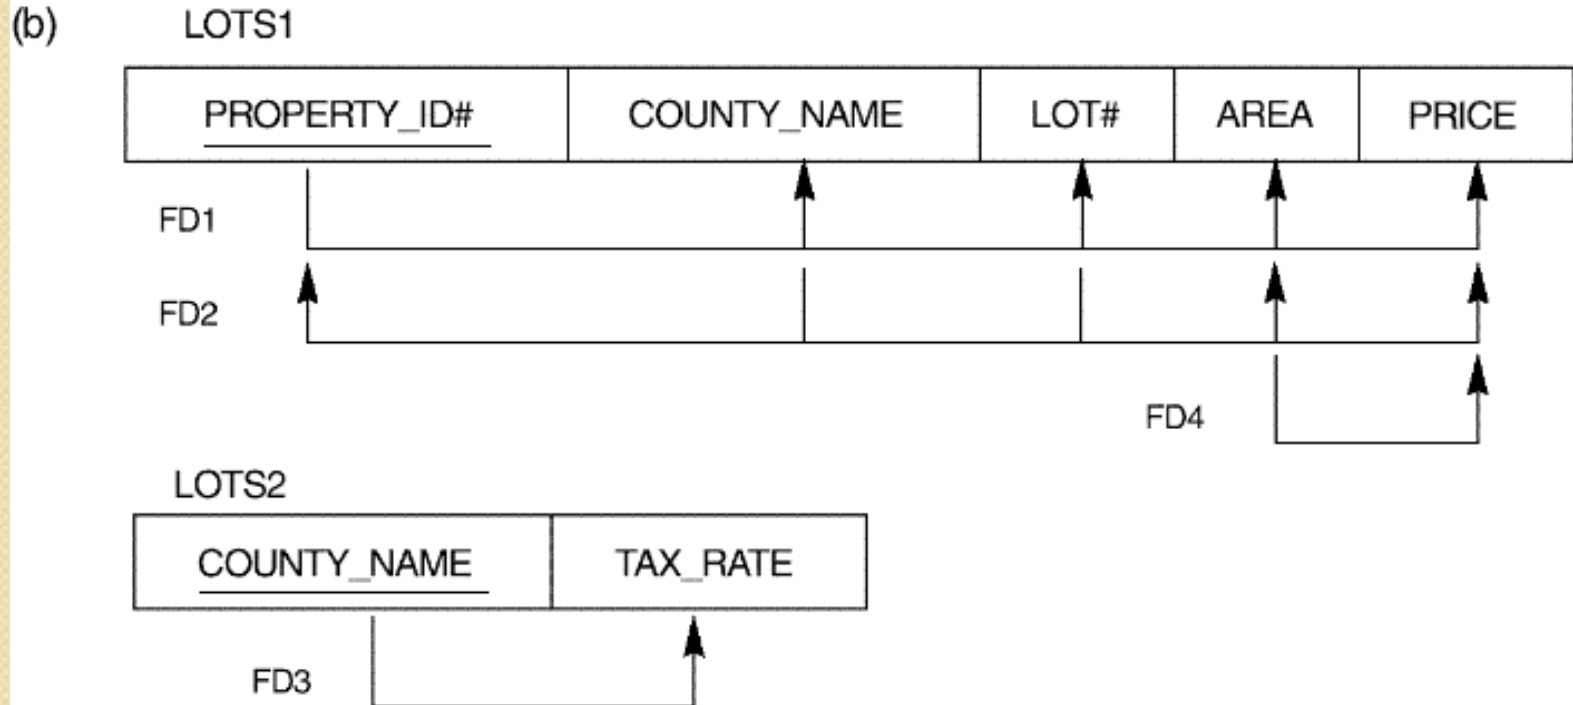 (b) LOTS1
PROPERTY_ID# COUNTY_NAME LOT# AREA PRICE
FD1
FD2
FD4
LOTS2
COUNTY_NAME TAX_RATE
FD3